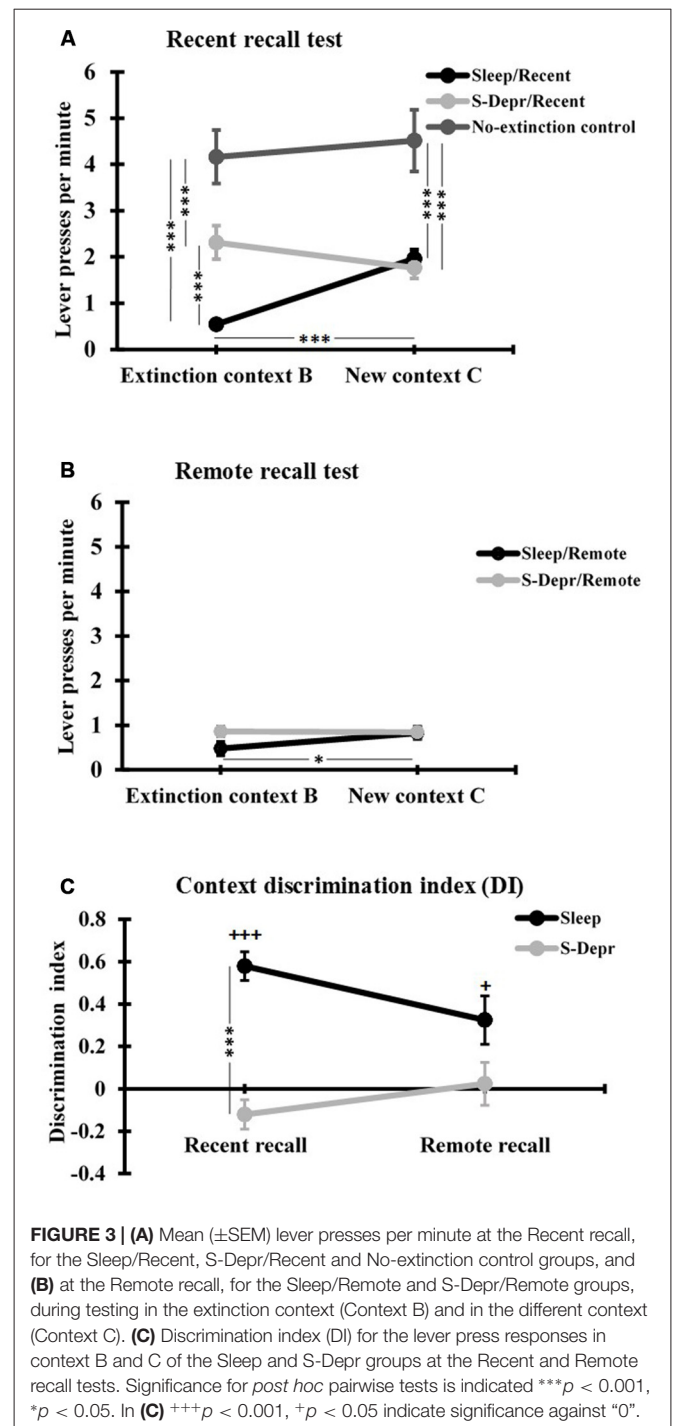 A
Recent recall test
Sleep/Recent
S-Depr/Recent
No-extinction control
Lever presses per minute
6
5
4
3
2
1
0
***
***
***
***
***
***
Extinction context B
New context C
B
Remote recall test
Sleep/Remote
S-Depr/Remote
Lever presses per minute
6
5
4
3
2
1
0
*
Extinction context B
New context C
C
Context discrimination index (DI)
Sleep
S-Depr
Discrimination index
0.8
0.6
0.4
0.2
0
-0.2
-0.4
+++
+
***
Recent recall
Remote recall
FIGURE 3 | (A) Mean (±SEM) lever presses per minute at the Recent recall,
for the Sleep/Recent, S-Depr/Recent and No-extinction control groups, and
(B) at the Remote recall, for the Sleep/Remote and S-Depr/Remote groups,
during testing in the extinction context (Context B) and in the different context
(Context C). (C) Discrimination index (DI) for the lever press responses in
context B and C of the Sleep and S-Depr groups at the Recent and Remote
recall tests. Significance for post hoc pairwise tests is indicated ***p < 0.001,
*p < 0.05. In (C) +++p < 0.001, +p < 0.05 indicate significance against “0”.